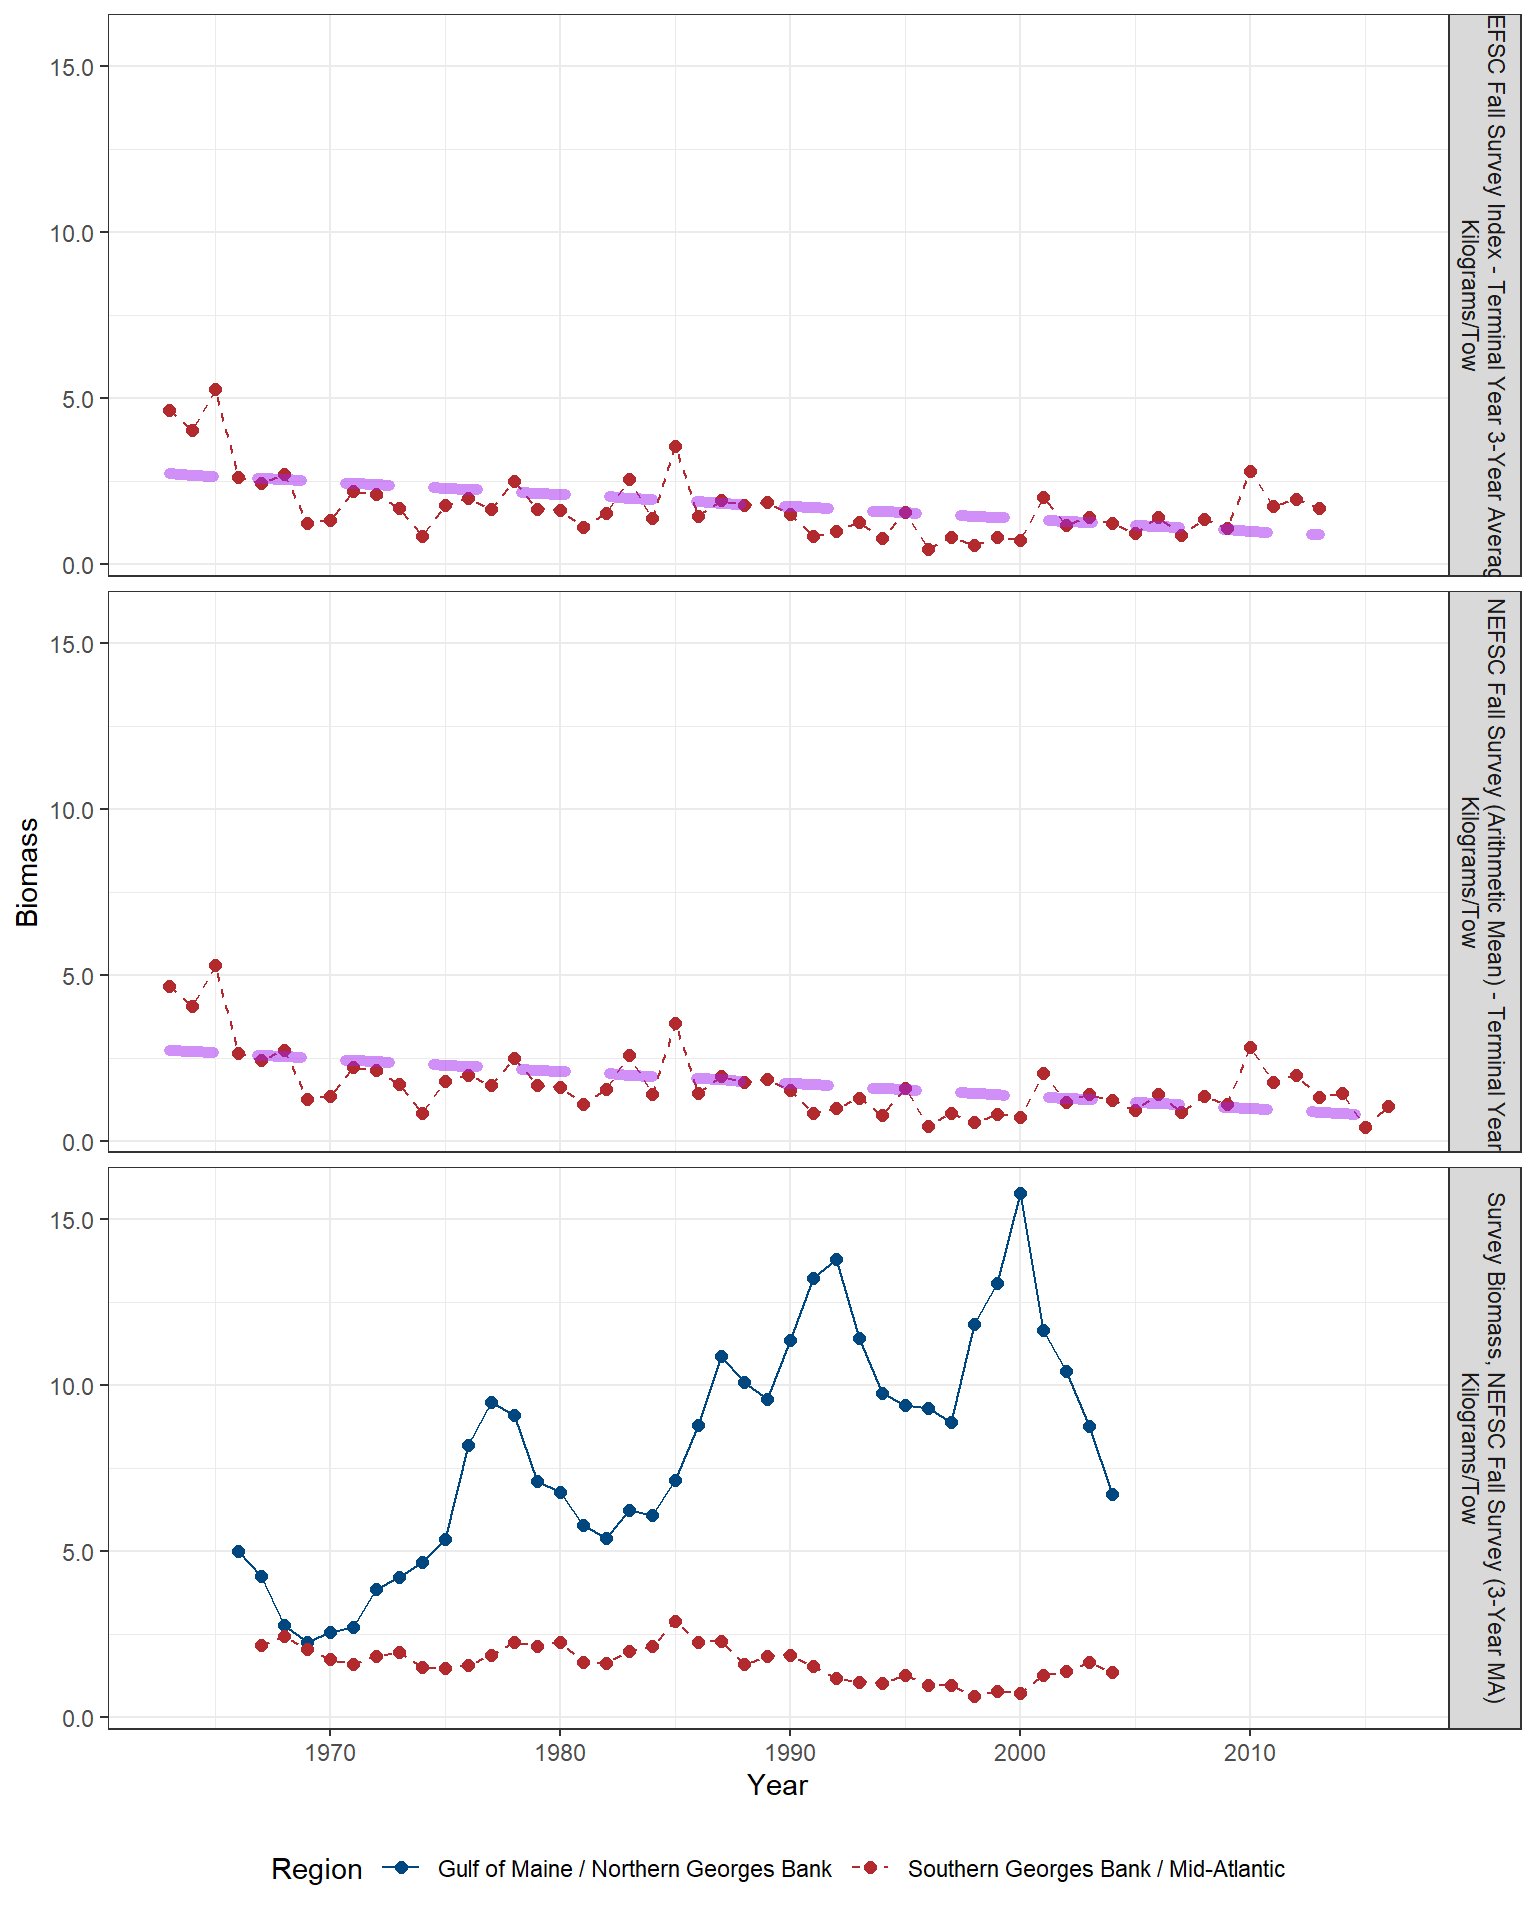 15.0
10.0
5.0
0.0
EFSC Fall Survey Index - Terminal Year 3-Year Averag
Kilograms/Tow
15.0
10.0
5.0
0.0
NEFSC Fall Survey (Arithmetic Mean) - Terminal Year
Kilograms/Tow
Biomass
15.0
10.0
5.0
0.0
Survey Biomass, NEFSC Fall Survey (3-Year MA)
Kilograms/Tow
1970 1980 1990 2000 2010
Year
Region Gulf of Maine / Northern Georges Bank Southern Georges Bank / Mid-Atlantic